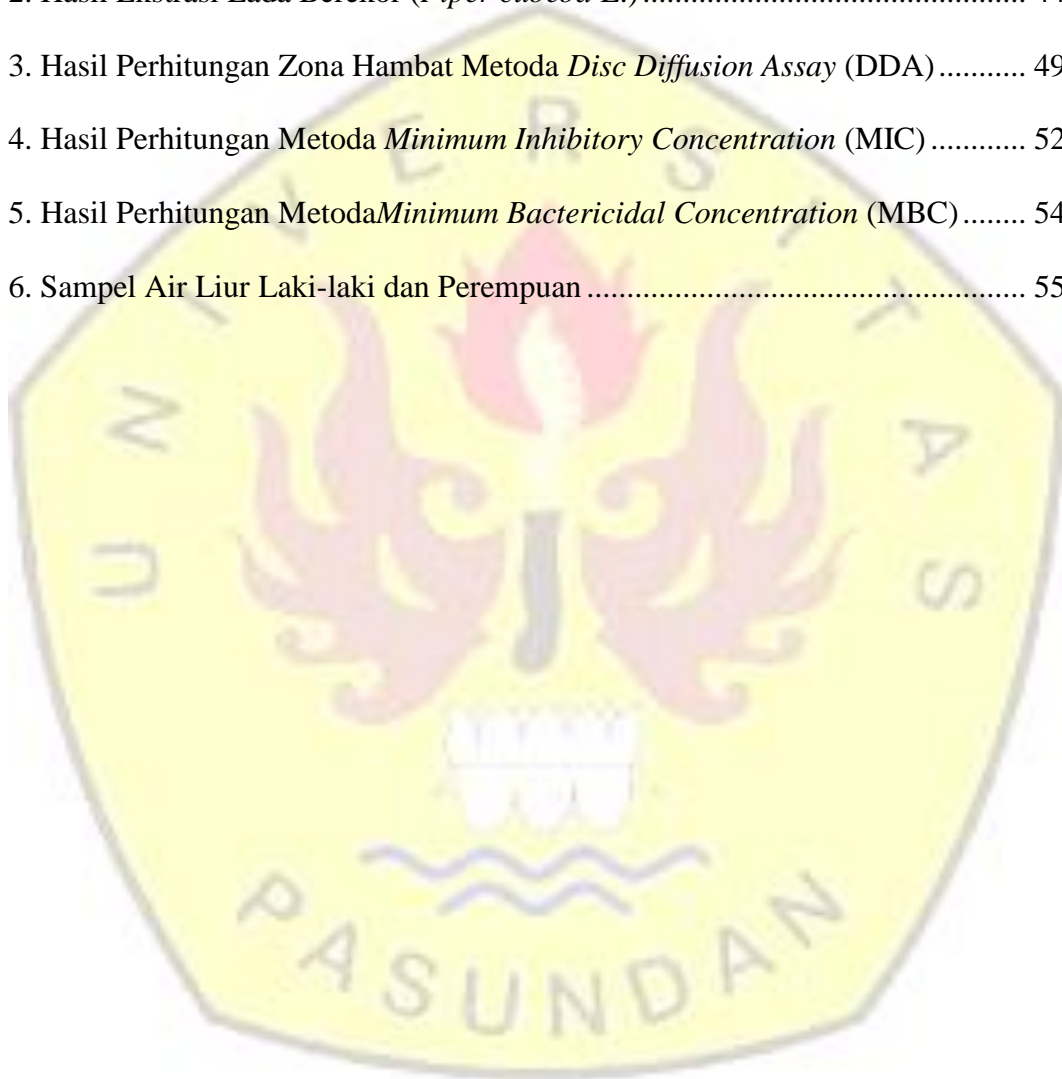 3. Hasil Perhitungan Zona Hambat Metoda Disc Diffusion Assay (DDA) ........... 49
4. Hasil Perhitungan Metoda Minimum Inhibitory Concentration (MIC) ............ 52
5. Hasil Perhitungan MetodaMinimum Bactericidal Concentration (MBC) ........ 54
6. Sampel Air Liur Laki-laki dan Perempuan .............................................. 55
UNIVERSITAS
PASUNDAN